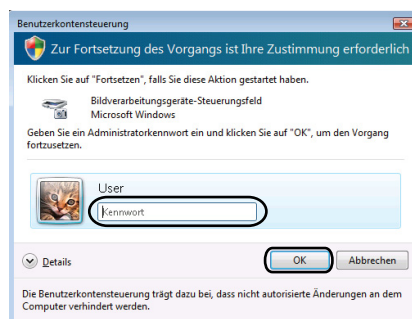 Benutzerkontensteuerung
Zur Fortsetzung des Vorgangs ist Ihre Zustimmung erforderlich
Klicken Sie auf "Fortsetzen", falls Sie diese Aktion gestartet haben.
Bildverarbeitungsgeräte-Steuerungsfeld
Microsoft Windows
Geben Sie ein Administratorkennwort ein und klicken Sie auf "OK", um den Vorgang
fortzusetzen.
User
Kennwort
Details
OK
Abbrechen
Die Benutzerkontensteuerung trägt dazu bei, dass nicht autorisierte Änderungen an dem
Computer verhindert werden.